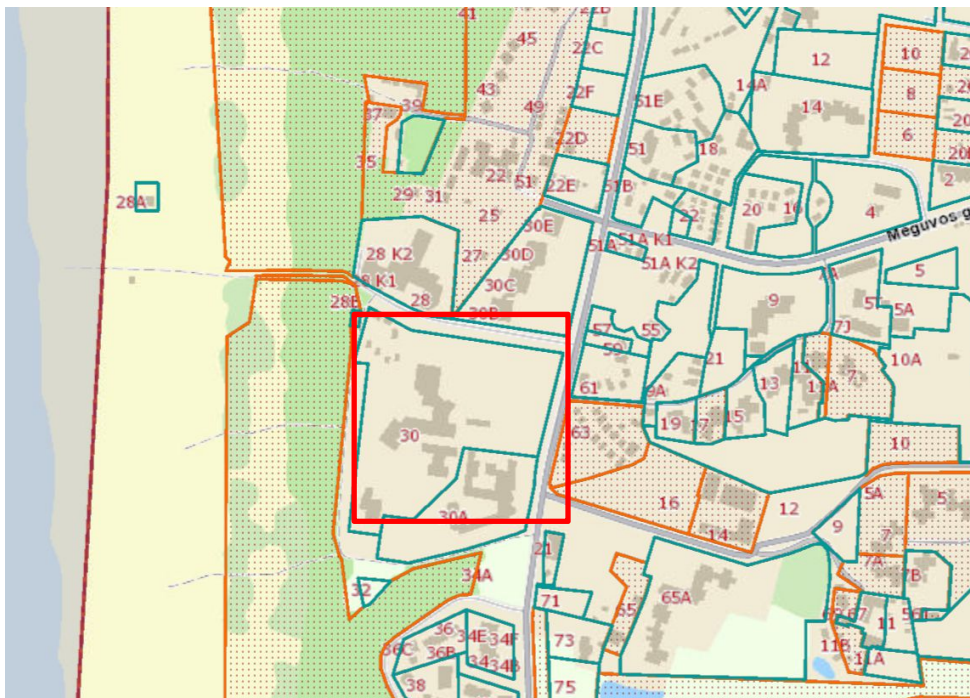 41
22B
45
22C
10
12
14A
22F
8
43
51E
39
37
49
14
6
20
51
18
22D
35
22
51
22E
51B
2
29
31
28A
22
20
16
4
25
30E
Meguvos g
51A K1
51A
28 K2
27
30D
51A K2
7A
5
28 K1
30C
9
5
5A
28B
28
30B
57
55
7J
59
21
11
10A
61
9A
13
11A
7
19
17
15
30
63
10
16
5A
5
12
30A
14
9
7
21
34A
7A
7B
32
71
65
65A
67
11
36
34E
34F
73
36C
36B
34
34B
11B
11A
38
75